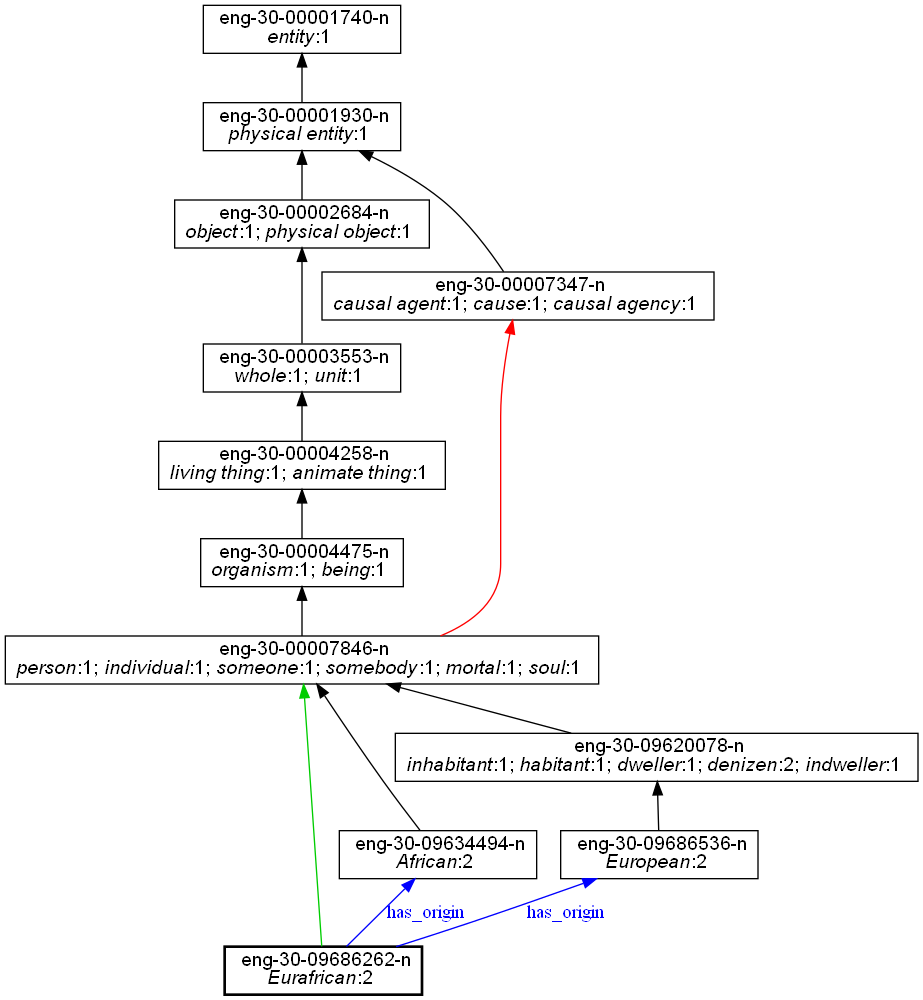 eng-30-00001740-n
entity:1
eng-30-00001930-n
physical entity:1
eng-30-00002684-n
object:1; physical object:1
eng-30-00007347-n
causal agent:1; cause:1; causal agency:1
eng-30-00003553-n
whole:1; unit:1
eng-30-00004258-n
living thing:1; animate thing:1
eng-30-00004475-n
organism:1; being:1
eng-30-00007846-n
person:1; individual:1; someone:1; somebody:1; mortal:1; soul:1
eng-30-09620078-n
inhabitant:1; habitant:1; dweller:1; denizen:2; indweller:1
eng-30-09634494-n
African:2
eng-30-09686536-n
European:2
has_origin
has_origin
eng-30-09686262-n
Eurafrican:2